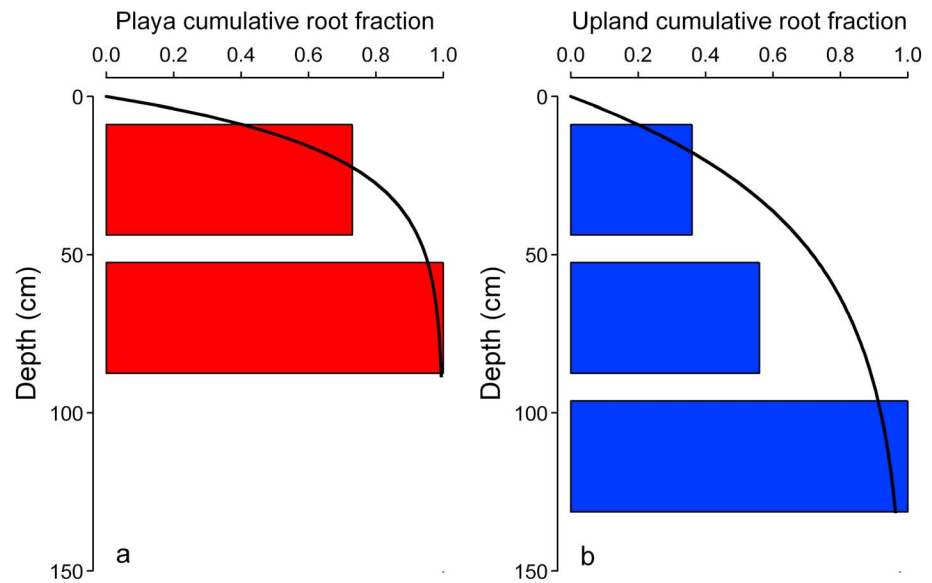 Playa cumulative root fraction
0.0 0.2 0.4 0.6 0.8 1.0
Depth (cm)
0
50
100
150
a
Upland cumulative root fraction
0.0 0.2 0.4 0.6 0.8 1.0
Depth (cm)
0
50
100
150
b